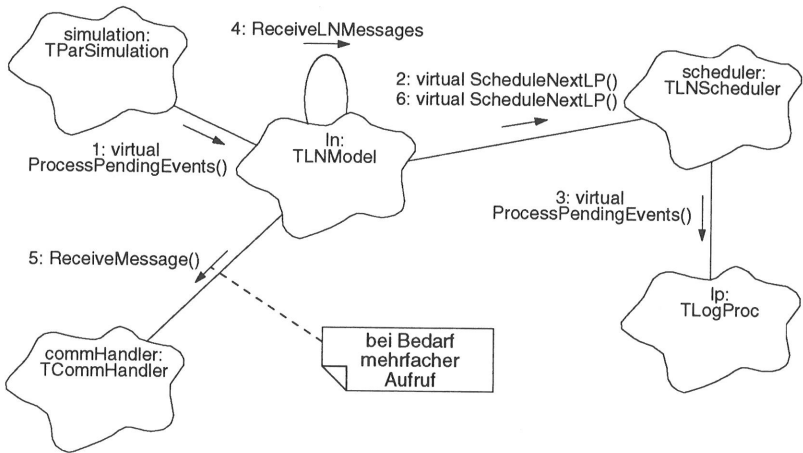 simulation:
TParSimulation
4: ReceiveLNMessages
2: virtual ScheduleNextLP()
6: virtual ScheduleNextLP()
scheduler:
TLNScheduler
1: virtual
ProcessPendingEvents()
ln:
TLNModel
3: virtual
ProcessPendingEvents()
5: ReceiveMessage()
lp:
TLogProc
commHandler:
TCommHandler
bei Bedarf
mehrfacher
Aufruf